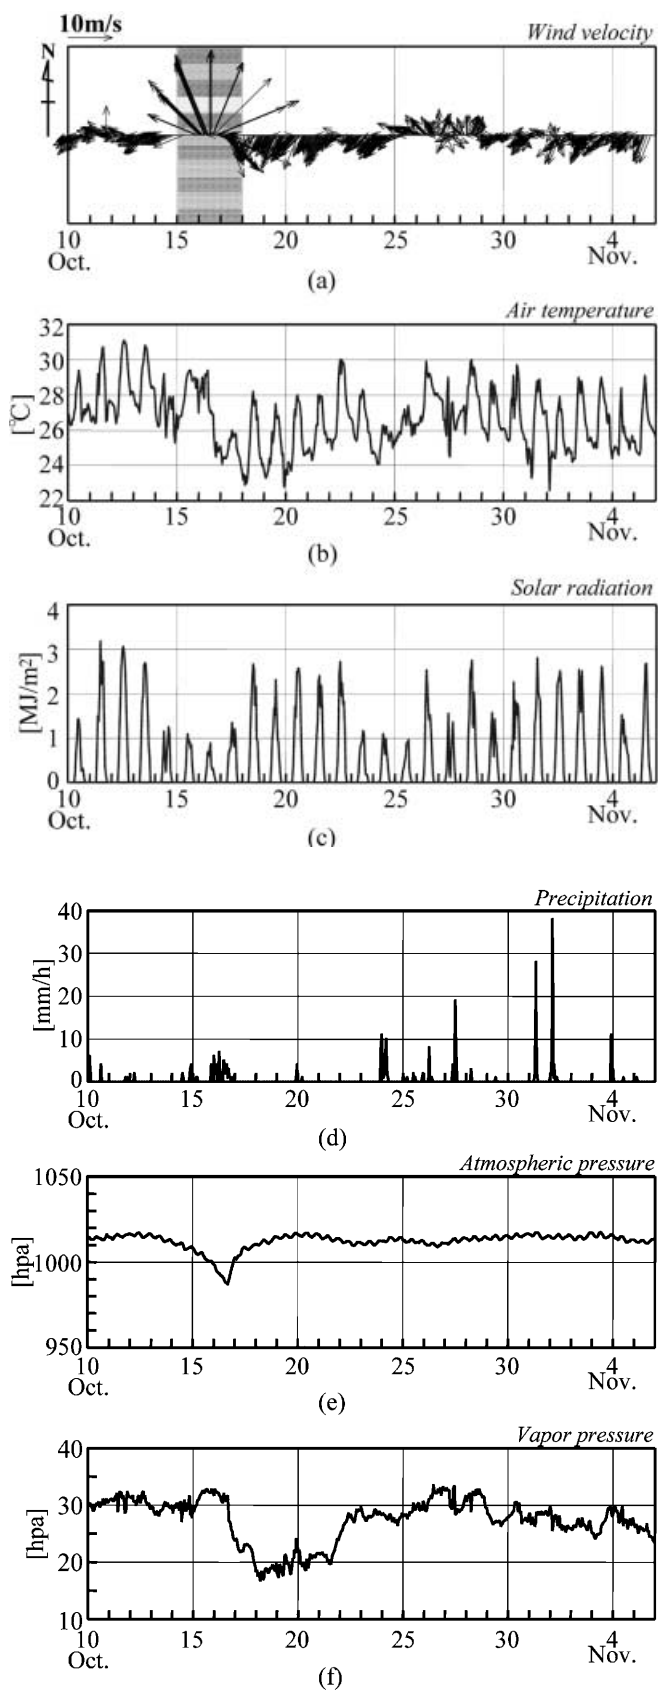 10m/s
Wind velocity
N
10 15 20 25 30 4
Oct. Nov.
(a)
Air temperature
32
30
28
26
24
22
[℃]
10 15 20 25 30 4
Oct. Nov.
(b)
Solar radiation
4
3
2
1
0
[MJ/m2]
10 15 20 25 30 4
Oct. Nov.
(c)
Precipitation
40
30
20
10
0
[mm/h]
10 15 20 25 30 4
Oct. Nov.
(d)
Atmospheric pressure
1050
1000
950
[hpa]
10 15 20 25 30 4
Oct. Nov.
(e)
Vapor pressure
40
30
20
10
[hpa]
10 15 20 25 30 4
Oct. Nov.
(f)